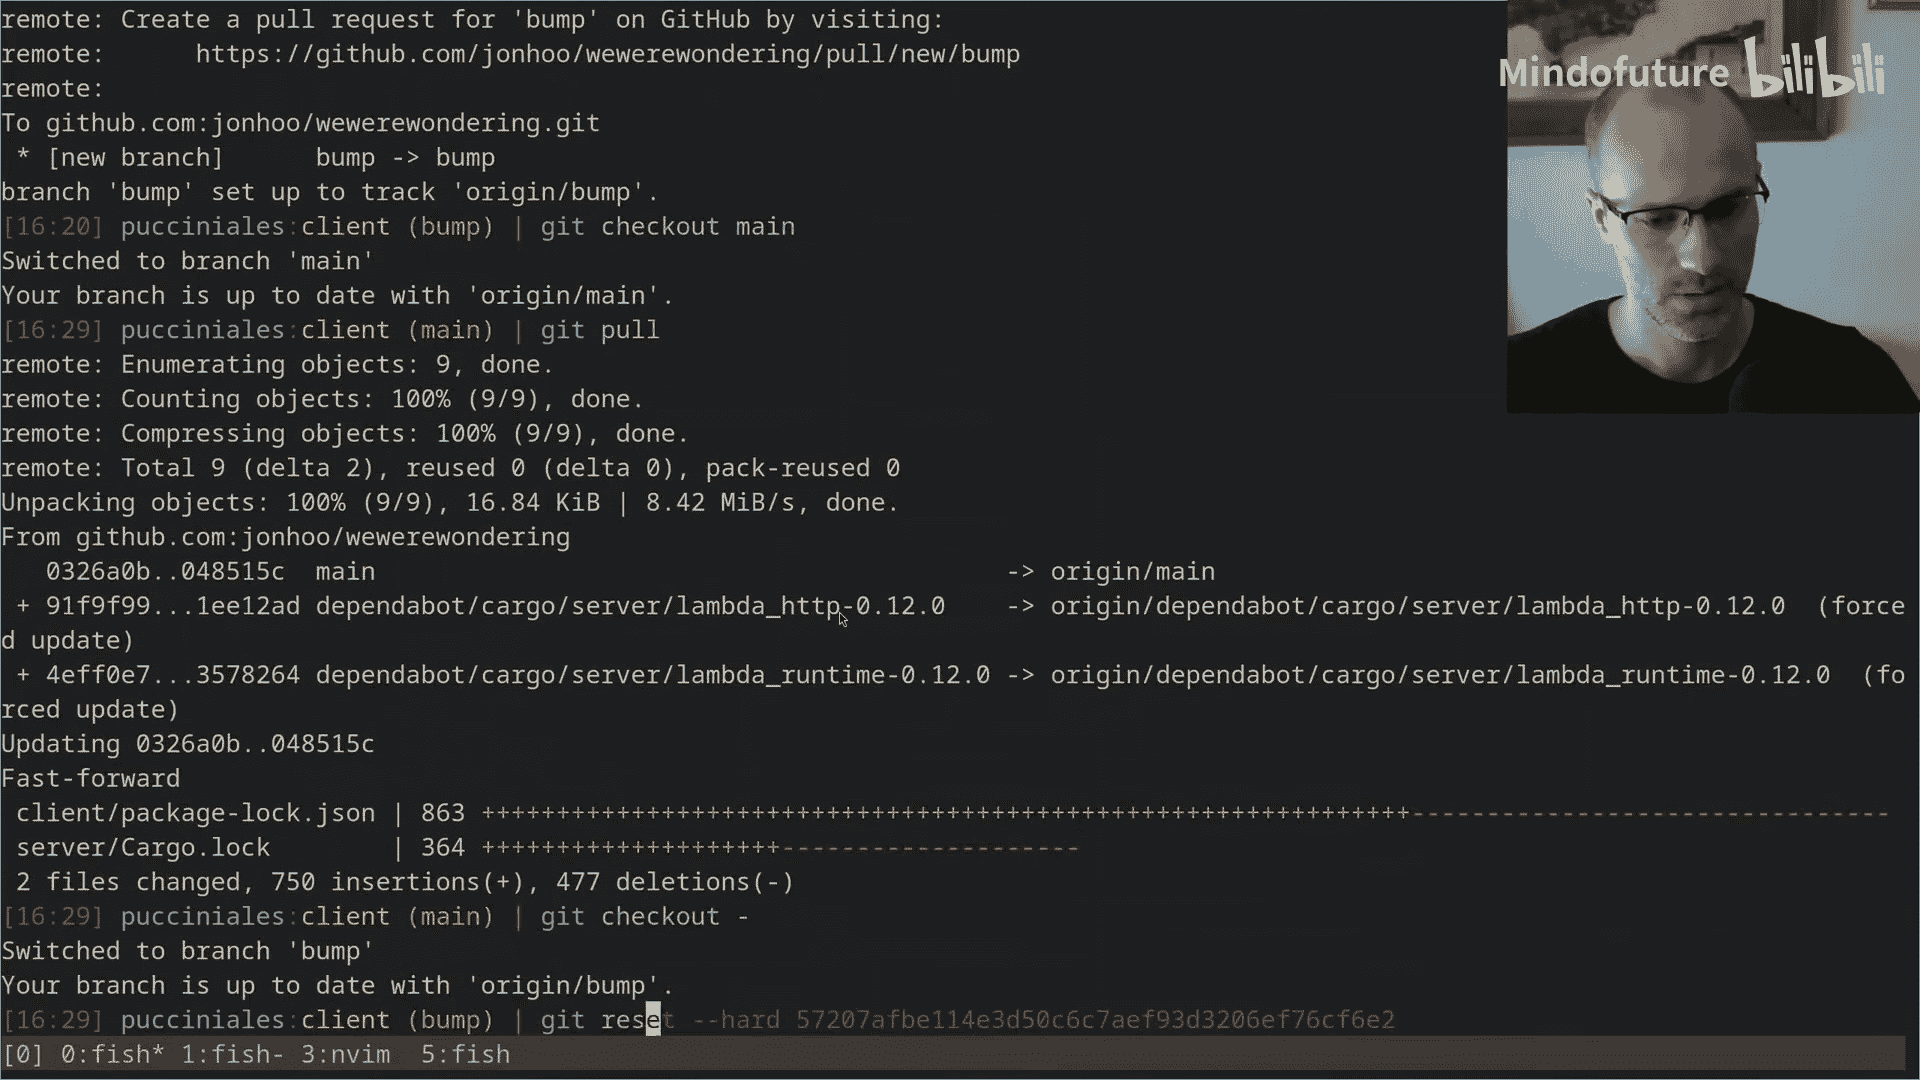 remote: Create a pull request for 'bump' on GitHub by visiting:
remote:      https://github.com/jonhoo/wewerewondering/pull/new/bump
remote:
To github.com:jonhoo/wewerewondering.git
 * [new branch]      bump -> bump
branch 'bump' set up to track 'origin/bump'.
[16:20] pucciniales:client (bump) | git checkout main
Switched to branch 'main'
Your branch is up to date with 'origin/main'.
[16:29] pucciniales:client (main) | git pull
remote: Enumerating objects: 9, done.
remote: Counting objects: 100% (9/9), done.
remote: Compressing objects: 100% (9/9), done.
remote: Total 9 (delta 2), reused 0 (delta 0), pack-reused 0
Unpacking objects: 100% (9/9), 16.84 KiB | 8.42 MiB/s, done.
From github.com:jonhoo/wewerewondering
   0326a0b..048515c  main                                          -> origin/main
 + 91f9f99...1ee12ad dependabot/cargo/server/lambda_http-0.12.0    -> origin/dependabot/cargo/server/lambda_http-0.12.0  (force
d update)
 + 4eff0e7...3578264 dependabot/cargo/server/lambda_runtime-0.12.0 -> origin/dependabot/cargo/server/lambda_runtime-0.12.0  (fo
rced update)
Updating 0326a0b..048515c
Fast-forward
 client/package-lock.json | 863 ++++++++++++++++++++++++++++++++++++++++++++++++++++++++++++++--------------------------------
 server/Cargo.lock        | 364 ++++++++++++++++++++--------------------
 2 files changed, 750 insertions(+), 477 deletions(-)
[16:29] pucciniales:client (main) | git checkout -
Switched to branch 'bump'
Your branch is up to date with 'origin/bump'.
[16:29] pucciniales:client (bump) | git reset --hard 57207afbe114e3d50c6c7aef93d3206ef76cf6e2
[0] 0:fish* 1:fish- 3:nvim  5:fish
Mindofuture bilibili